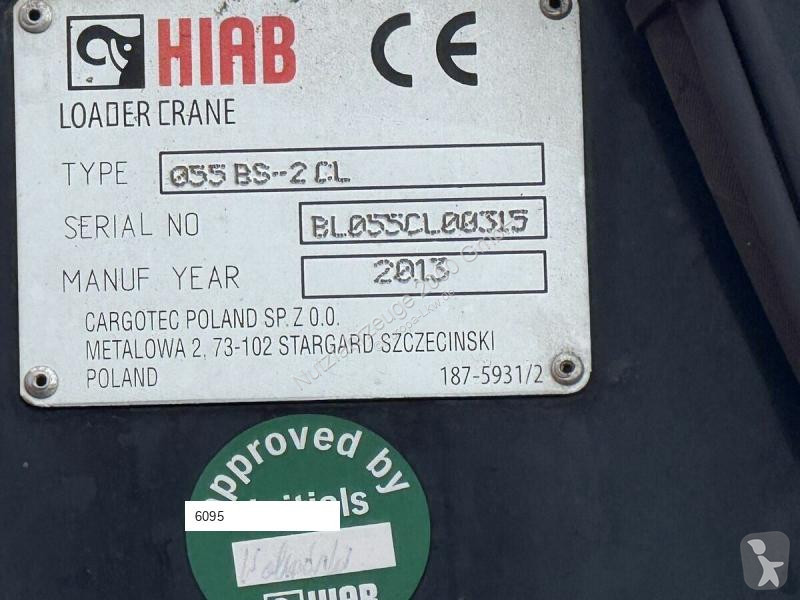 HIAB CE
LOADER CRANE
TYPE 055 BS-2 CL
SERIAL NO BL055CL00315
MANUF YEAR 2013
CARGOTEC POLAND SP. Z O.O.
METALOWA 2, 73-102 STARGARD SZCZECINSKI
POLAND 187-5931/2
approved by
6095
HIAB